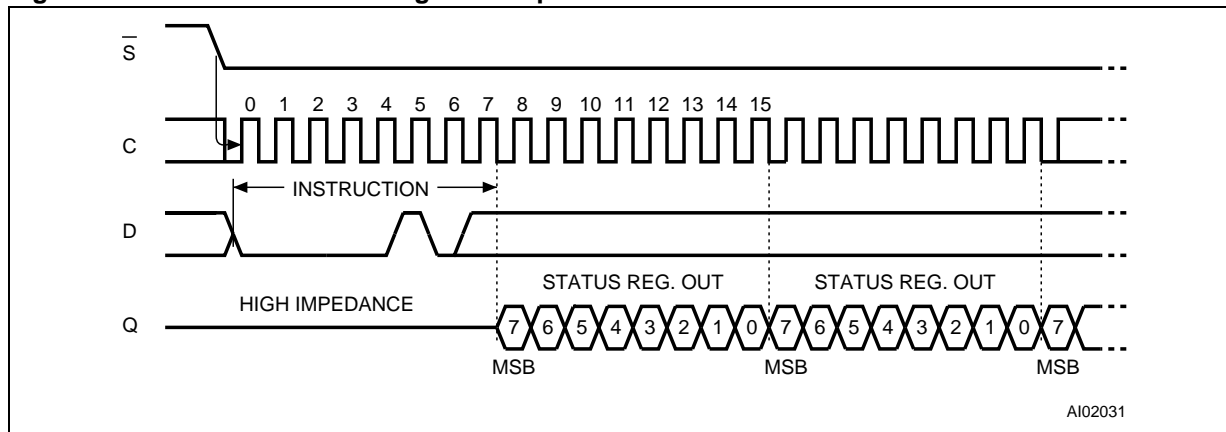 S
0 1 2 3 4 5 6 7 8 9 10 11 12 13 14 15
C
INSTRUCTION
D
STATUS REG. OUT STATUS REG. OUT
HIGH IMPEDANCE
Q 7 6 5 4 3 2 1 0 7 6 5 4 3 2 1 0 7
MSB MSB MSB
AI02031